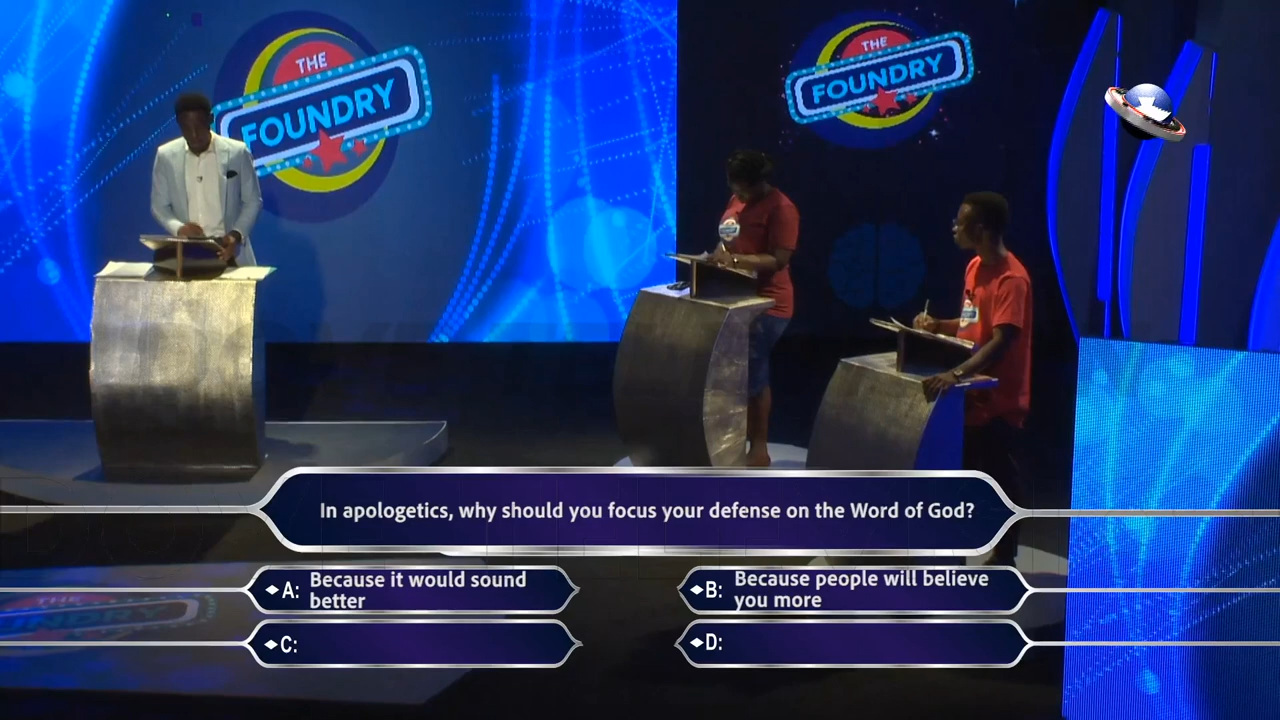 THE
FOUNDRY
THE
FOUNDRY
In apologetics, why should you focus your defense on the Word of God?
A: Because it would sound
better
B: Because people will believe
you more
C:
D: